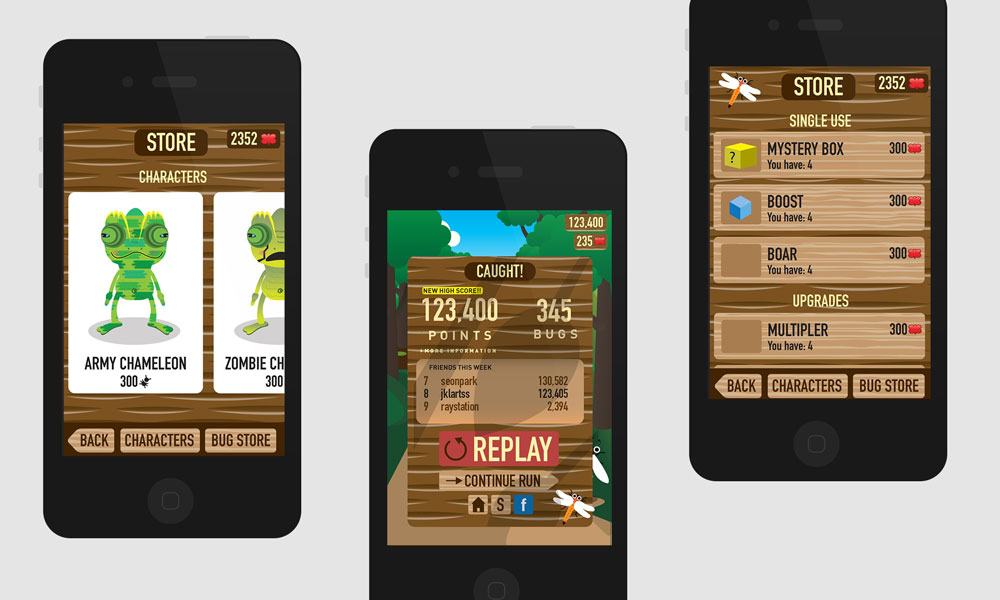 STORE
2352
CHARACTERS
ARMY CHAMELEON
300
ZOMBIE CH
300
BACK
CHARACTERS
BUG STORE
123,400
235
CAUGHT!
NEW HIGH SCORE!!
123,400
345
POINTS
BUGS
+MORE INFORMATION
FRIENDS THIS WEEK
7 seonpark 130,582
8 jklartss 123,405
9 raystation 2,394
REPLAY
CONTINUE RUN
S
f
STORE
2352
SINGLE USE
?
MYSTERY BOX 300
You have: 4
BOOST 300
You have: 4
BOAR 300
You have: 4
UPGRADES
MULTIPLER 300
You have: 4
BACK
CHARACTERS
BUG STORE